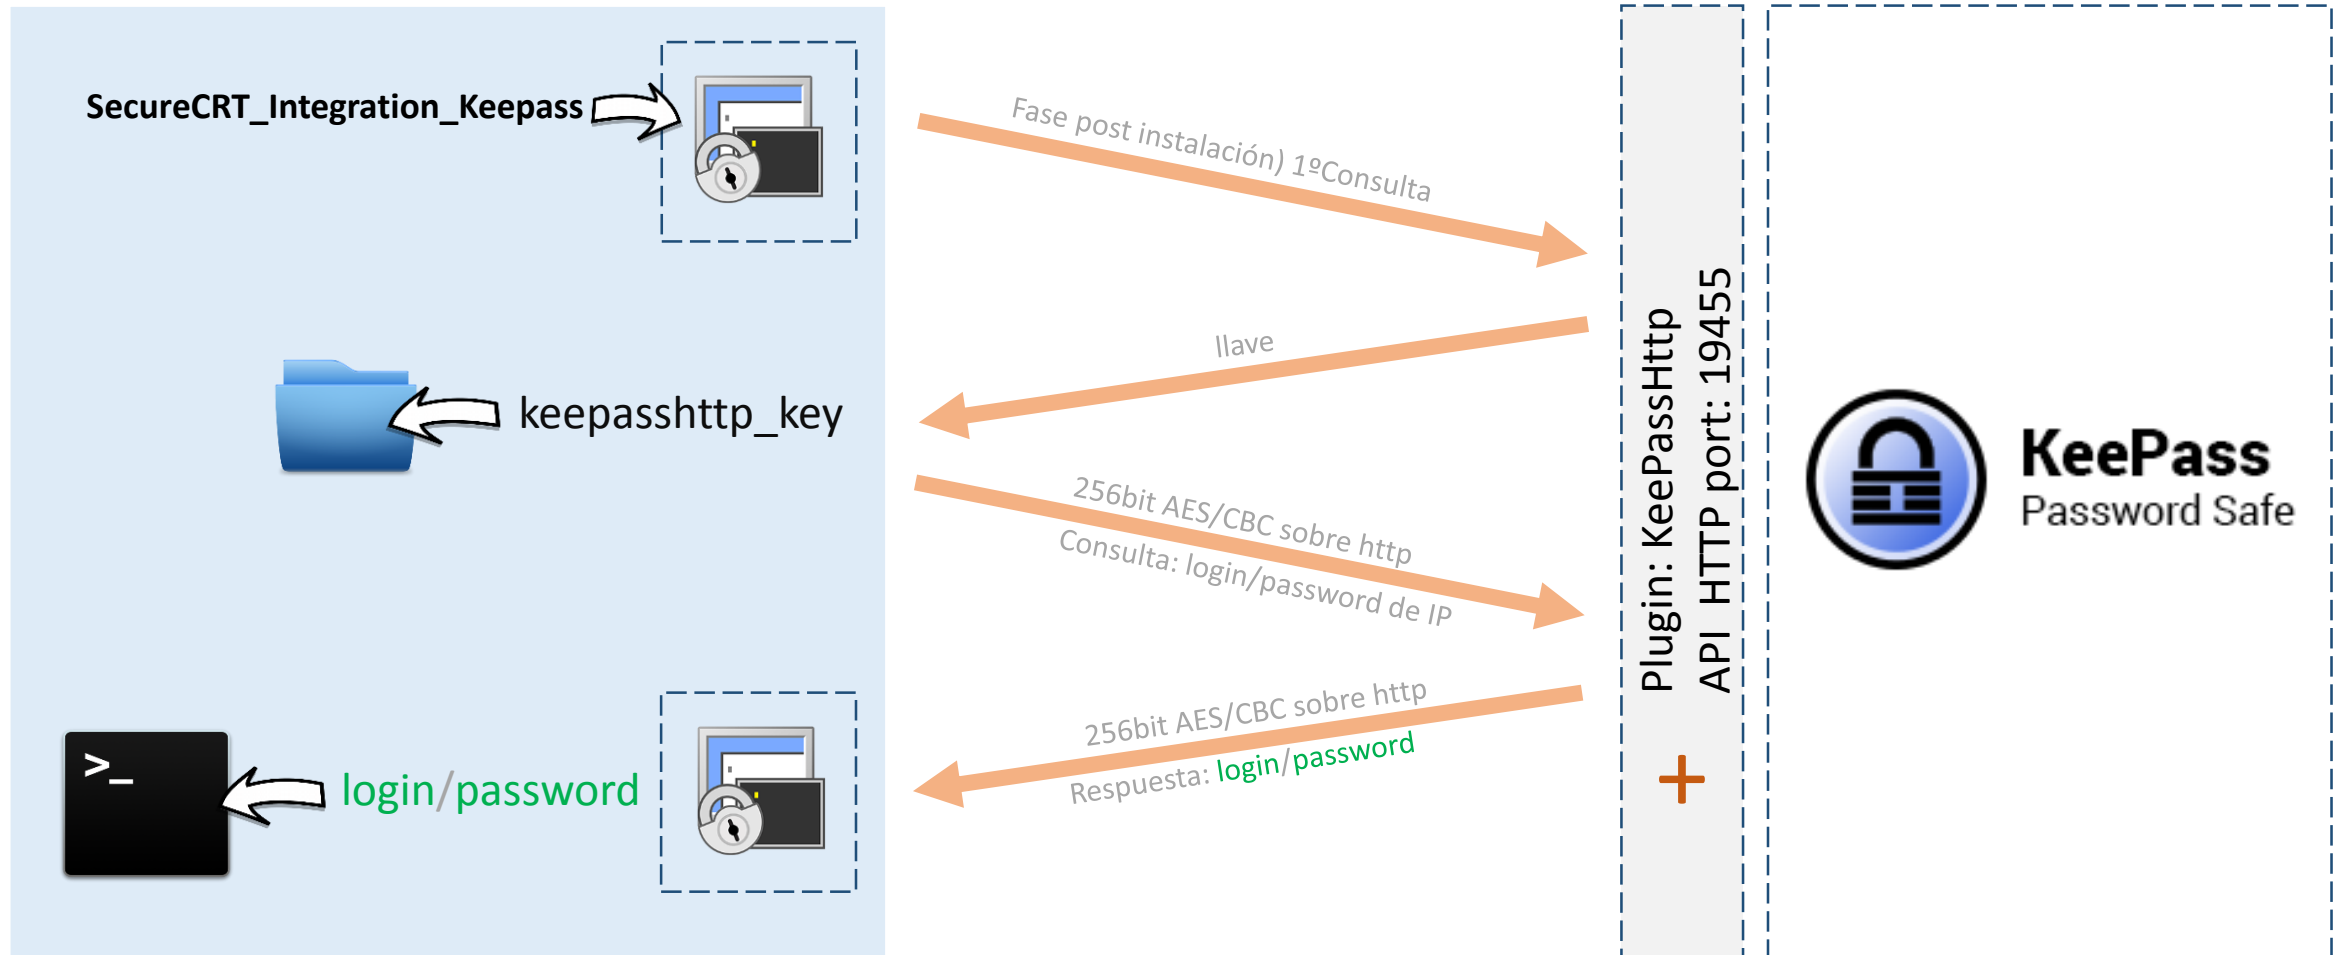 SecureCRT_Integration_Keepass
Fase post instalación) 1ºConsulta
llave
keepasshttp_key
256bit AES/CBC sobre http
Consulta: login/password de IP
256bit AES/CBC sobre http
Respuesta: login/password
>_
login/password
Plugin: KeePassHttp
API HTTP port: 19455
+
KeePass
Password Safe